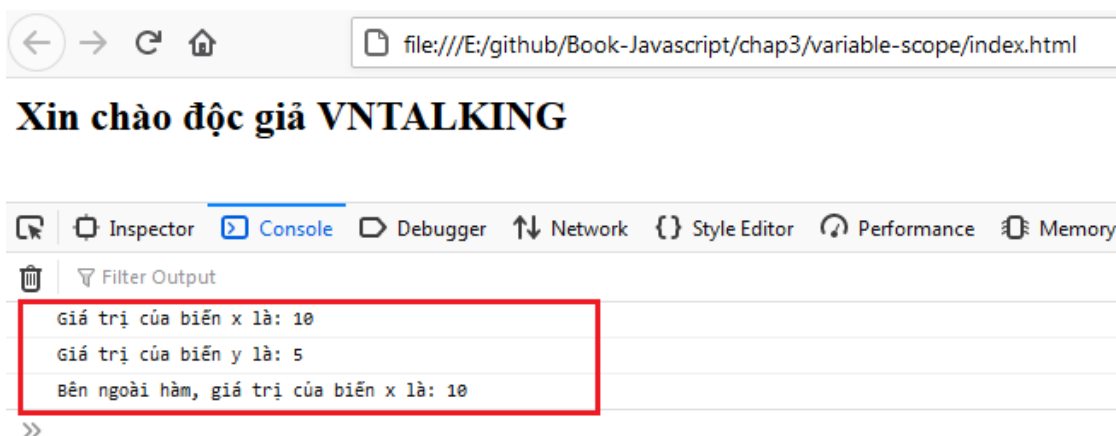 file:///E:/github/Book-Javascript/chap3/variable-scope/index.html
Xin chào độc giả VNTALKING
Inspector Console Debugger Network {} Style Editor Performance Memory
Filter Output
Giá trị của biến x là: 10
Giá trị của biến y là: 5
Bên ngoài hàm, giá trị của biến x là: 10
»